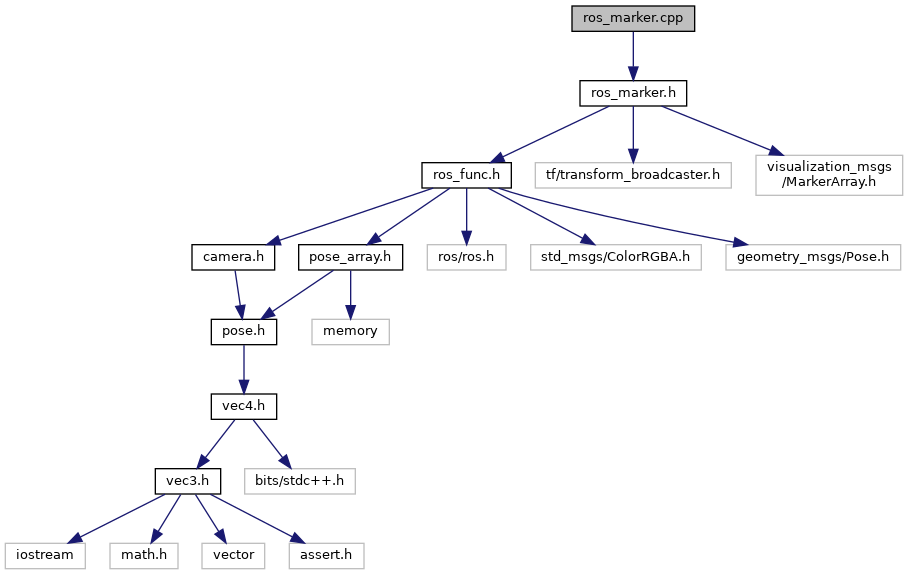 ros_marker.cpp
ros_marker.h
ros_func.h
tf/transform_broadcaster.h
visualization_msgs
/MarkerArray.h
camera.h
pose_array.h
ros/ros.h
std_msgs/ColorRGBA.h
geometry_msgs/Pose.h
pose.h
memory
vec4.h
vec3.h
bits/stdc++.h
iostream
math.h
vector
assert.h